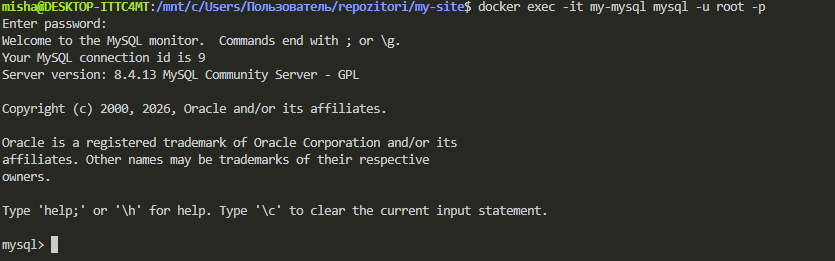 misha@DESKTOP-ITTC4MT:/mnt/c/Users/Пользователь/repozitori/my-site$ docker exec -it my-mysql mysql -u root -p
Enter password:
Welcome to the MySQL monitor.  Commands end with ; or \g.
Your MySQL connection id is 9
Server version: 8.4.13 MySQL Community Server - GPL

Copyright (c) 2000, 2026, Oracle and/or its affiliates.

Oracle is a registered trademark of Oracle Corporation and/or its
affiliates. Other names may be trademarks of their respective
owners.

Type 'help;' or '\h' for help. Type '\c' to clear the current input statement.

mysql>